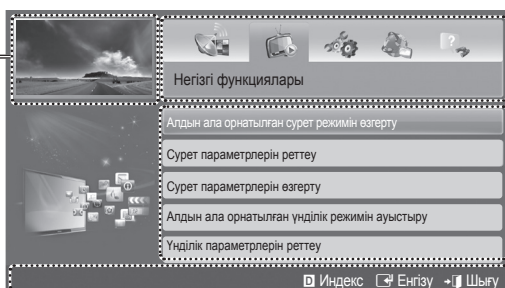 Негізгі функциялары
Алдын ала орнатылған сурет режимін өзгерту
Сурет параметрлерін реттеу
Сурет параметрлерін өзгерту
Алдын ала орнатылған үнділік режимін ауыстыру
Үнділік параметрлерін реттеу
D Индекс Енгізу Шығу